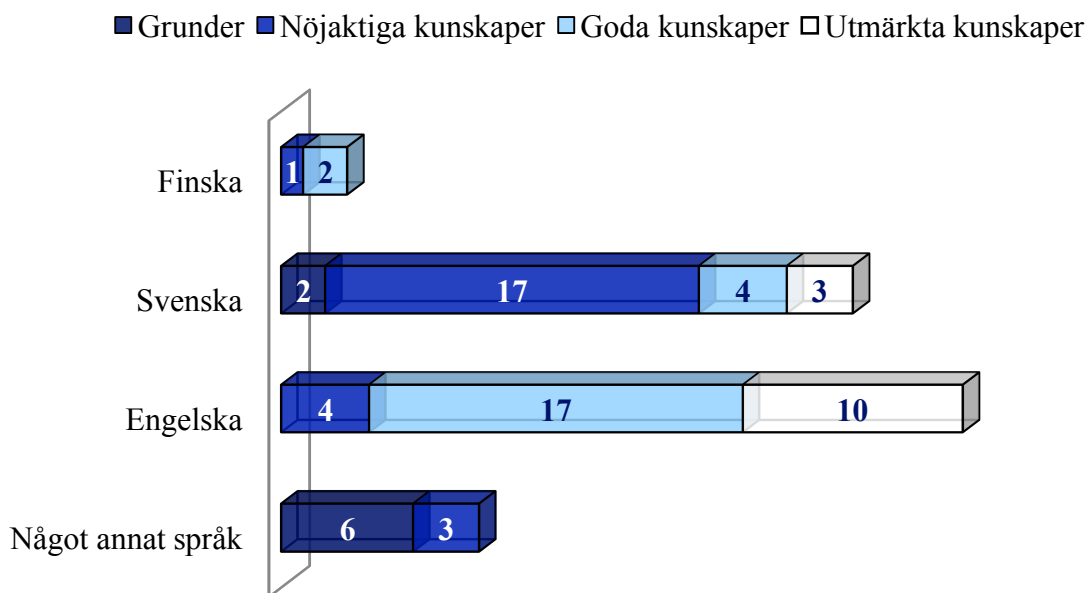 Grunder Nöjaktiga kunskaper Goda kunskaper Utmärkta kunskaper
Finska 1 2
Svenska 2 17 4 3
Engelska 4 17 10
Något annat språk 6 3